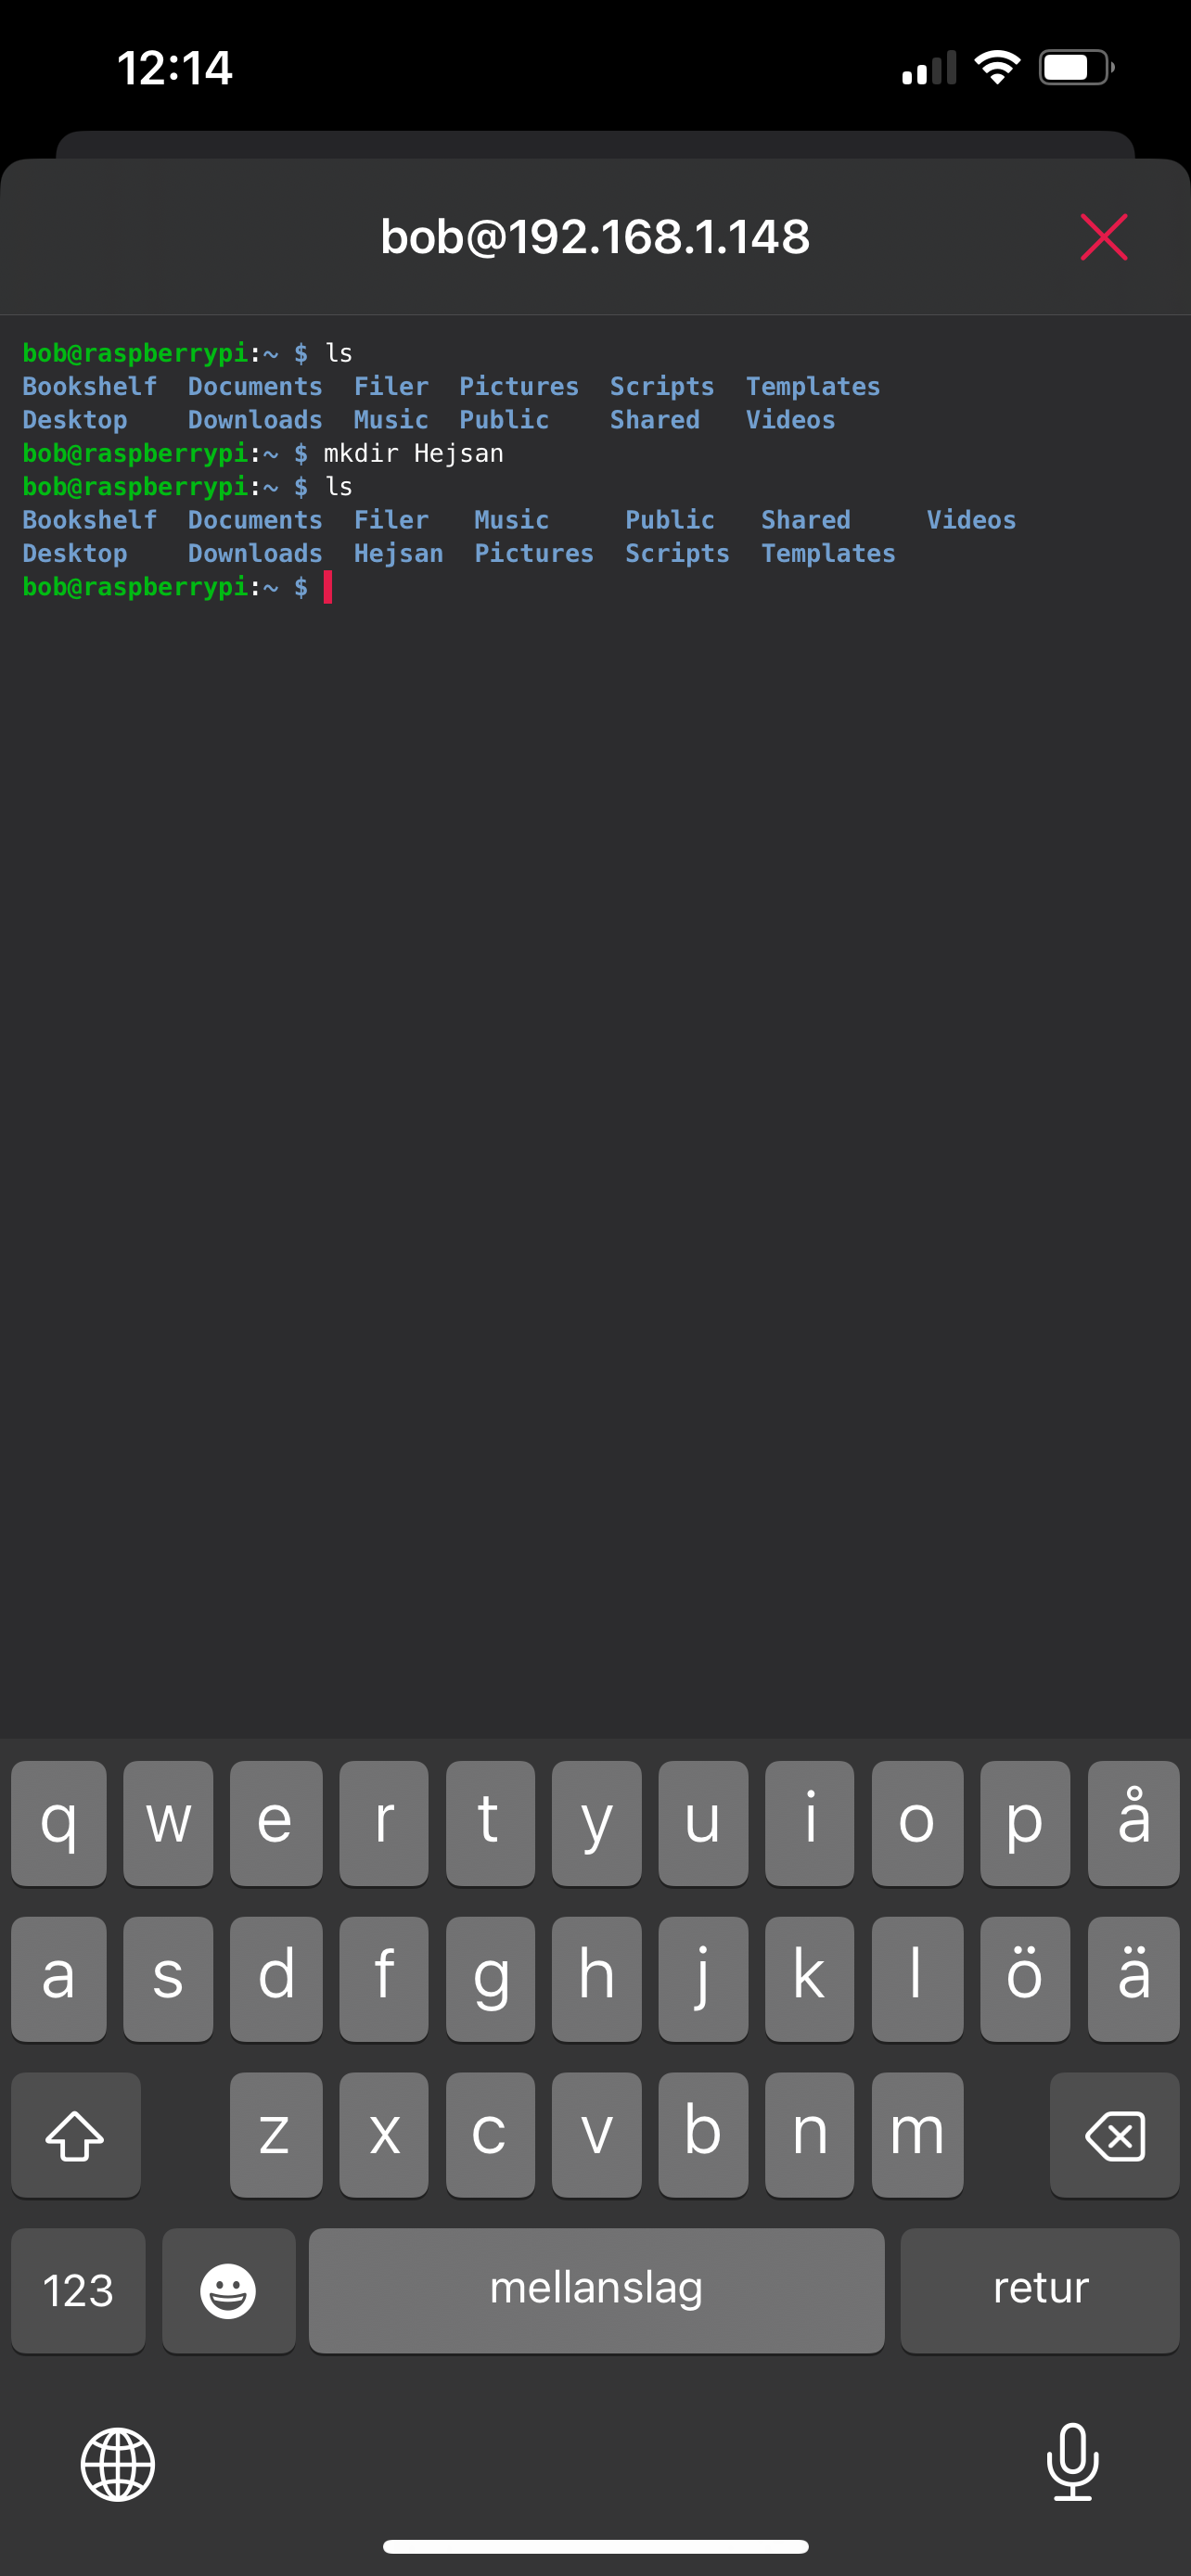 12:14
bob@192.168.1.148
bob@raspberrypi:~ $ ls
Bookshelf  Documents  Filer  Pictures  Scripts  Templates
Desktop    Downloads  Music  Public    Shared   Videos
bob@raspberrypi:~ $ mkdir Hejsan
bob@raspberrypi:~ $ ls
Bookshelf  Documents  Filer   Music     Public   Shared     Videos
Desktop    Downloads  Hejsan  Pictures  Scripts  Templates
bob@raspberrypi:~ $
q w e r t y u i o p å
a s d f g h j k l ö ä
z x c v b n m
123 mellanslag retur